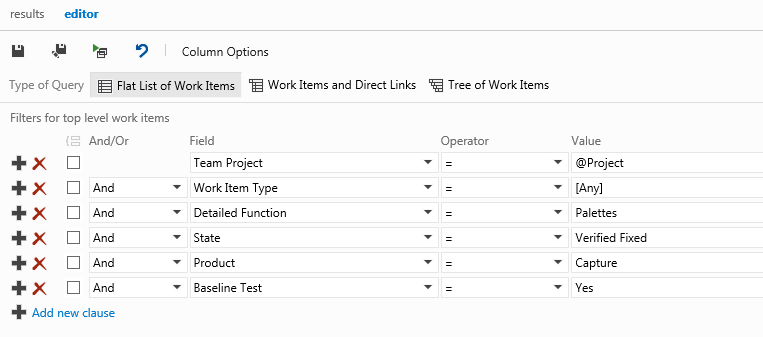 results editor
Column Options
Type of Query Flat List of Work Items Work Items and Direct Links Tree of Work Items
Filters for top level work items
And/Or Field Operator Value
Team Project = @Project
And Work Item Type = [Any]
And Detailed Function = Palettes
And State = Verified Fixed
And Product = Capture
And Baseline Test = Yes
Add new clause